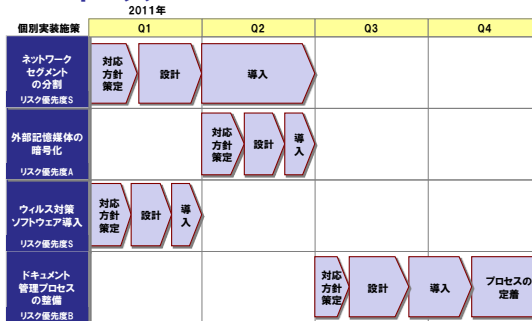 2011年
個別実装施策
Q1
Q2
Q3
Q4
ネットワーク
セグメント
の分割
リスク優先度S
対応
方針
策定
設計
導入
外部記憶媒体の
暗号化
リスク優先度A
対応
方針
策定
設計
導
入
ウィルス対策
ソフトウェア導入
リスク優先度S
対応
方針
策定
設計
導
入
ドキュメント
管理プロセス
の整備
リスク優先度B
対応
方針
策定
設計
導入
プロセスの
定着